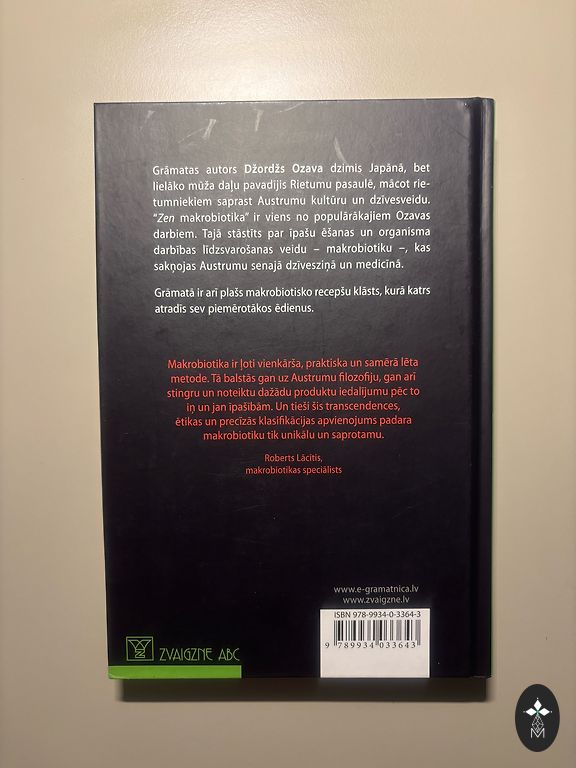 Grāmatas autors Džordžs Ozava dzimis Japānā, bet
lielāko mūža daļu pavadījis Rietumu pasaulē, mācot rie-
tumniekiem saprast Austrumu kultūru un dzīvesveidu.
"Zen makrobiotika" ir viens no populārākajiem Ozavas
darbiem. Tajā stāstīts par īpašu ēšanas un organisma
darbības līdzsvarošanas veidu – makrobiotiku –, kas
sakņojas Austrumu senajā dzīvesziņā un medicīnā.
Grāmatā ir arī plašs makrobiotisko recepšu klāsts, kurā katrs
atradīs sev piemērotākos ēdienus.
Makrobiotika ir ļoti vienkārša, praktiska un samērā lēta
metode. Tā balstās gan uz Austrumu filozofiju, gan arī
stingru un noteiktu dažādu produktu iedalījumu pēc to
iņ un jan īpašībām. Un tieši šis transcendences,
ētikas un precīzās klasifikācijas apvienojums padara
makrobiotiku tik unikālu un saprotamu.
Roberts Lācītis,
makrobiotikas speciālists
www.e-gramatnica.lv
www.zvaigzne.lv
ISBN 978-9934-0-3364-3
9 789934 033643
ZVAIGZNE ABC
M